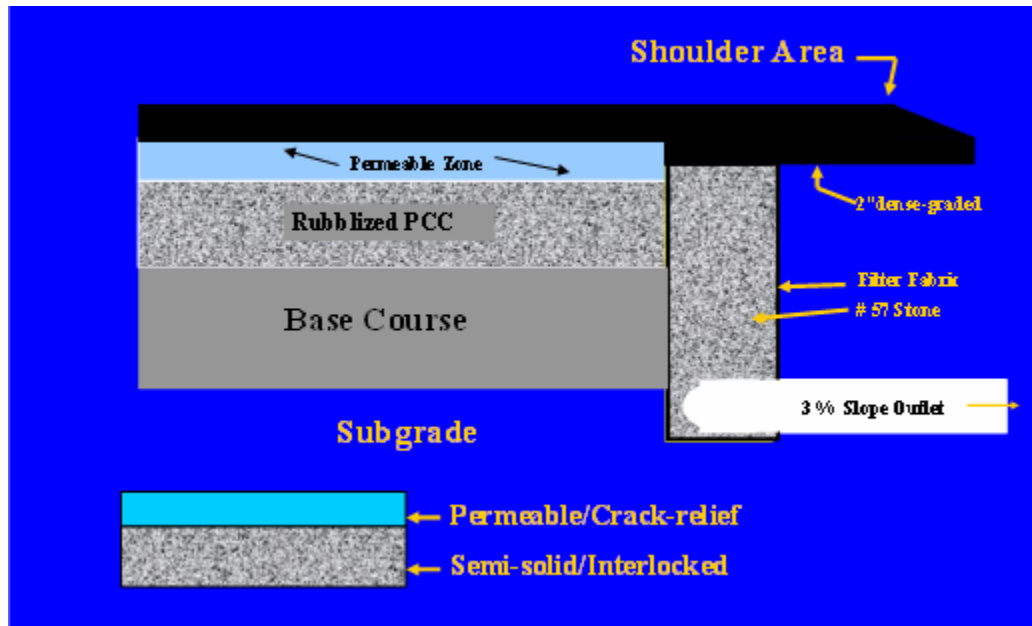 Shoulder Area
Permeable Zone
2" dense-graded
Rubblized PCC
Filter Fabric
# 57 Stone
Base Course
3 % Slope Outlet
Subgrade
Permeable/Crack-relief
Semi-solid/Interlocked